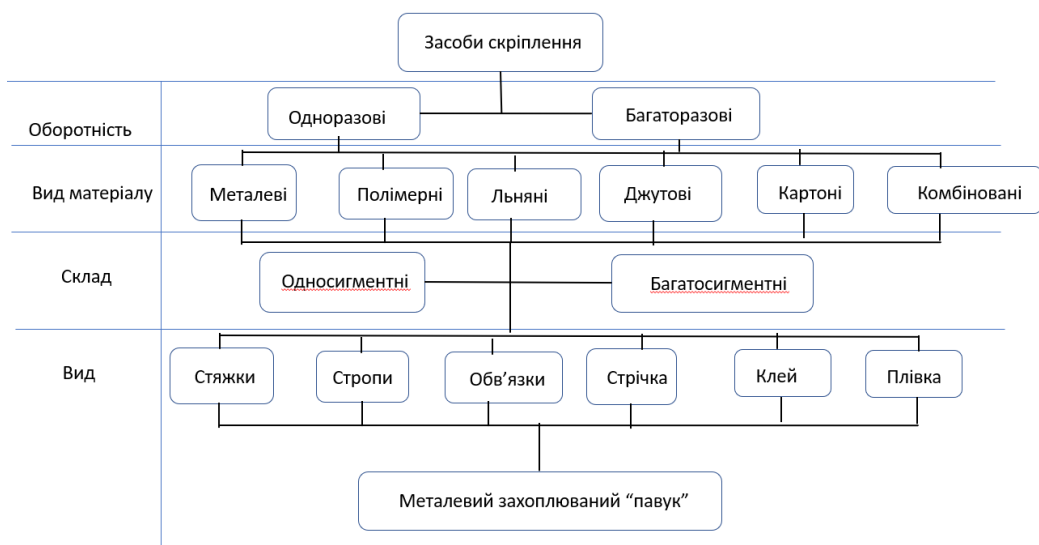 Засоби скріплення
Оборотність
Одноразові
Багаторазові
Вид матеріалу
Металеві
Полімерні
Льняні
Джутові
Картоні
Комбіновані
Склад
Односигментні
Багатосигментні
Вид
Стяжки
Стропи
Обв’язки
Стрічка
Клей
Плівка
Металевий захоплюваний “павук”